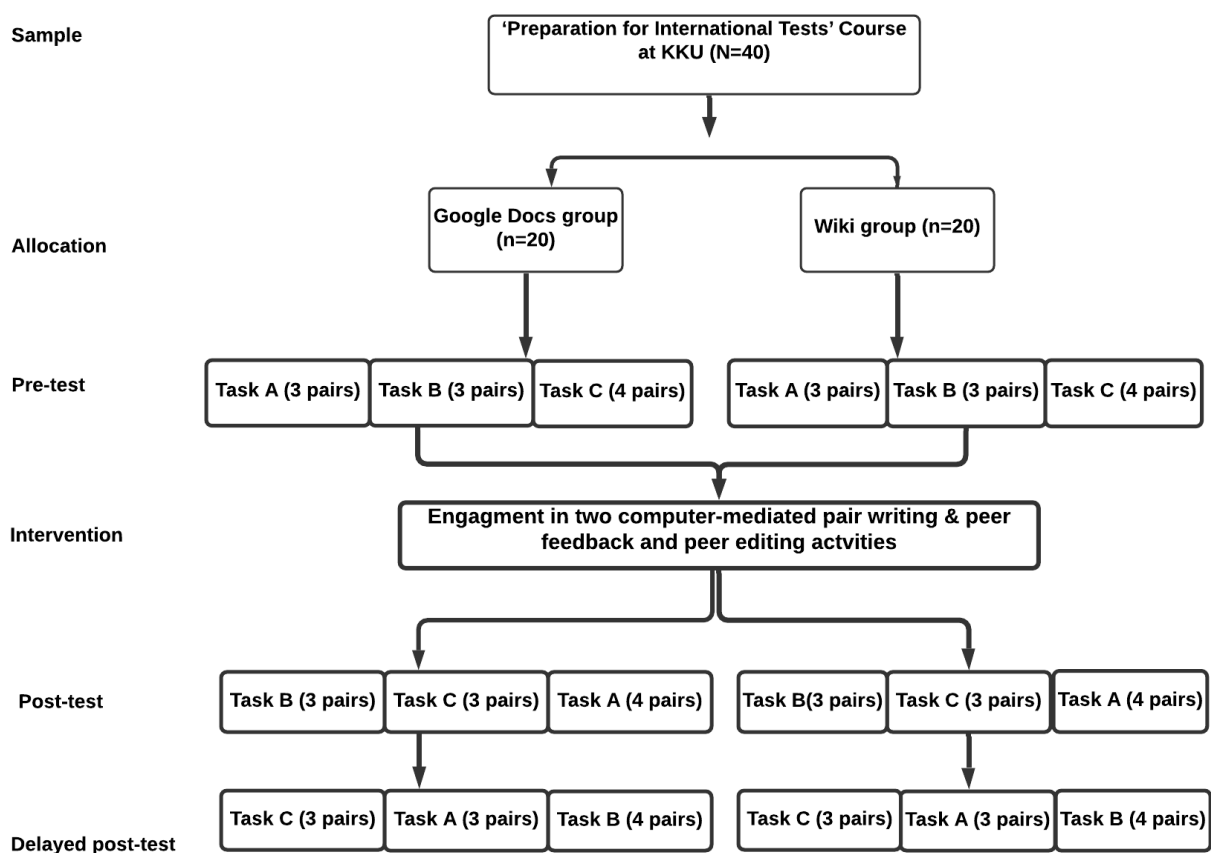 Sample
‘Preparation for International Tests’ Course
at KKU (N=40)
Allocation
Google Docs group
(n=20)
Wiki group (n=20)
Pre-test
Task A (3 pairs)
Task B (3 pairs)
Task C (4 pairs)
Task A (3 pairs)
Task B (3 pairs)
Task C (4 pairs)
Intervention
Engagment in two computer-mediated pair writing & peer
feedback and peer editing actvities
Post-test
Task B (3 pairs)
Task C (3 pairs)
Task A (4 pairs)
Task B(3 pairs)
Task C (3 pairs)
Task A (4 pairs)
Delayed post-test
Task C (3 pairs)
Task A (3 pairs)
Task B (4 pairs)
Task C (3 pairs)
Task A (3 pairs)
Task B (4 pairs)